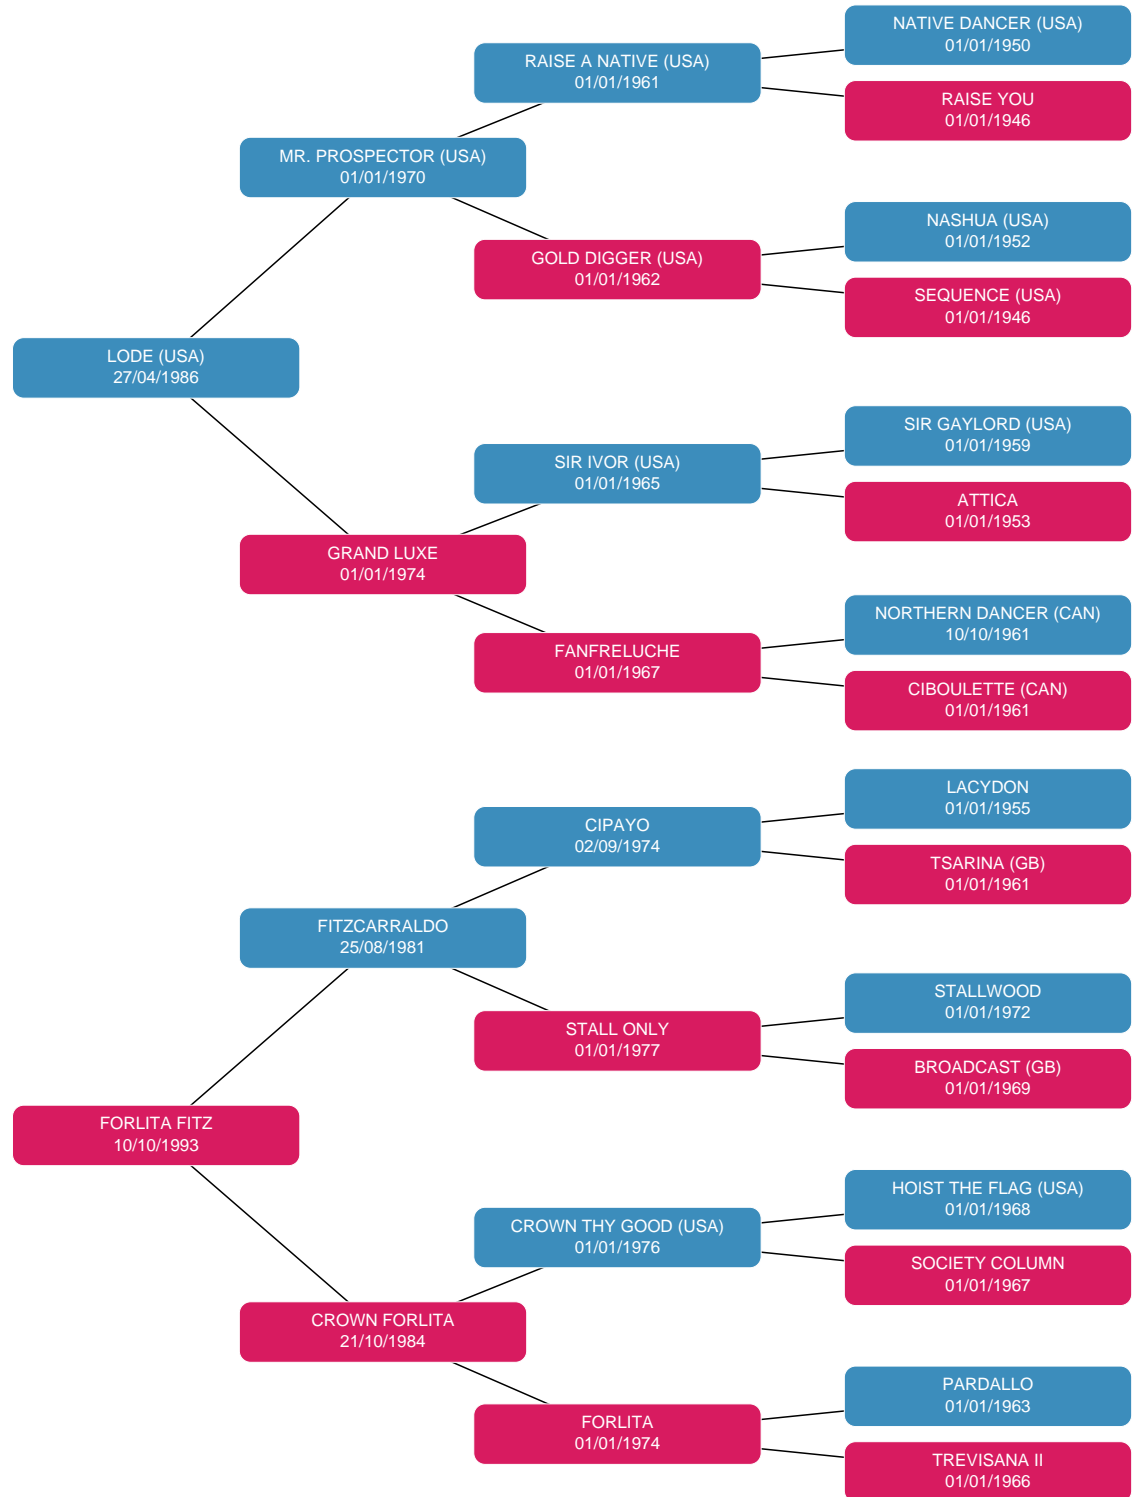 NATIVE DANCER (USA)
01/01/1950
RAISE A NATIVE (USA)
01/01/1961
RAISE YOU
01/01/1946
MR. PROSPECTOR (USA)
01/01/1970
NASHUA (USA)
01/01/1952
GOLD DIGGER (USA)
01/01/1962
SEQUENCE (USA)
01/01/1946
LODE (USA)
27/04/1986
SIR GAYLORD (USA)
01/01/1959
SIR IVOR (USA)
01/01/1965
ATTICA
01/01/1953
GRAND LUXE
01/01/1974
NORTHERN DANCER (CAN)
10/10/1961
FANFRELUCHE
01/01/1967
CIBOULETTE (CAN)
01/01/1961
LACYDON
01/01/1955
CIPAYO
02/09/1974
TSARINA (GB)
01/01/1961
FITZCARRALDO
25/08/1981
STALLWOOD
01/01/1972
STALL ONLY
01/01/1977
BROADCAST (GB)
01/01/1969
FORLITA FITZ
10/10/1993
HOIST THE FLAG (USA)
01/01/1968
CROWN THY GOOD (USA)
01/01/1976
SOCIETY COLUMN
01/01/1967
CROWN FORLITA
21/10/1984
PARDALLO
01/01/1963
FORLITA
01/01/1974
TREVISANA II
01/01/1966